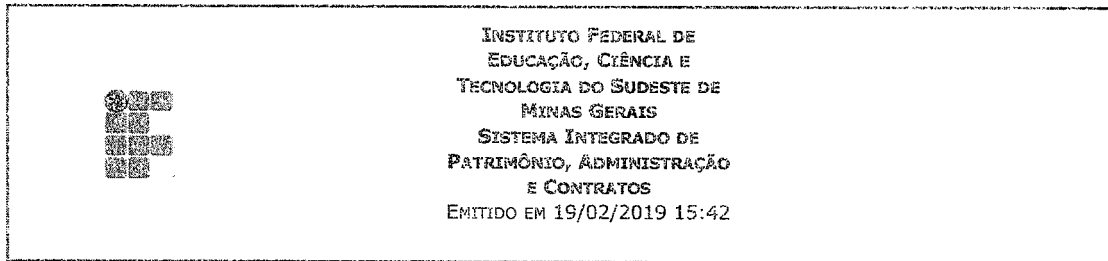 INSTITUTO FEDERAL DE
EDUCAÇÃO, CIÊNCIA E
TECNOLOGIA DO SUDESTE DE
MINAS GERAIS
SISTEMA INTEGRADO DE
PATRIMÔNIO, ADMINISTRAÇÃO
E CONTRATOS
EMITIDO EM 19/02/2019 15:42